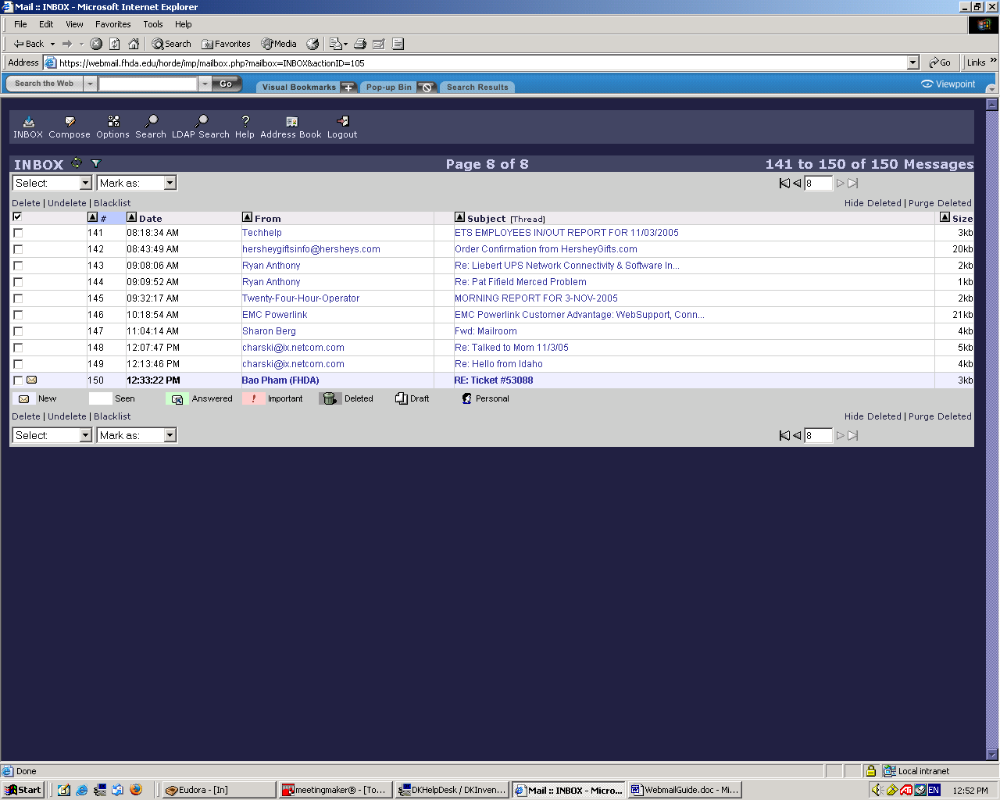 Mail :: INBOX - Microsoft Internet Explorer
File Edit View Favorites Tools Help
Back Search Favorites Media
Address https://webmail.fhda.edu/horde/imp/mailbox.php?mailbox=INBOX&actionID=105 Go Links »
Search the Web Go Visual Bookmarks Pop-up Bin Search Results Viewpoint
INBOX Compose Options Search LDAP Search Help Address Book Logout
INBOX Page 8 of 8 141 to 150 of 150 Messages
Select: Mark as: 8
Delete | Undelete | Blacklist Hide Deleted | Purge Deleted
# Date From Subject [Thread] Size
141 08:18:34 AM Techhelp ETS EMPLOYEES IN/OUT REPORT FOR 11/03/2005 3kb
142 08:43:49 AM hersheygiftsinfo@hersheys.com Order Confirmation from HersheyGifts.com 20kb
143 09:08:06 AM Ryan Anthony Re: Liebert UPS Network Connectivity & Software In... 2kb
144 09:09:52 AM Ryan Anthony Re: Pat Fifield Merced Problem 1kb
145 09:32:17 AM Twenty-Four-Hour-Operator MORNING REPORT FOR 3-NOV-2005 2kb
146 10:18:54 AM EMC Powerlink EMC Powerlink Customer Advantage: WebSupport, Conn... 21kb
147 11:04:14 AM Sharon Berg Fwd: Mailroom 4kb
148 12:07:47 PM charski@ix.netcom.com Re: Talked to Mom 11/3/05 5kb
149 12:13:46 PM charski@ix.netcom.com Re: Hello from Idaho 4kb
150 12:33:22 PM Bao Pham (FHDA) RE: Ticket #53088 3kb
New Seen Answered ! Important Deleted Draft Personal
Delete | Undelete | Blacklist Hide Deleted | Purge Deleted
Select: Mark as: 8
Done Local intranet
Start Eudora - [In] meetingmaker® - [To... DKHelpDesk / DKInven... Mail :: INBOX - Micro... WebmailGuide.doc - Mi... EN 12:52 PM